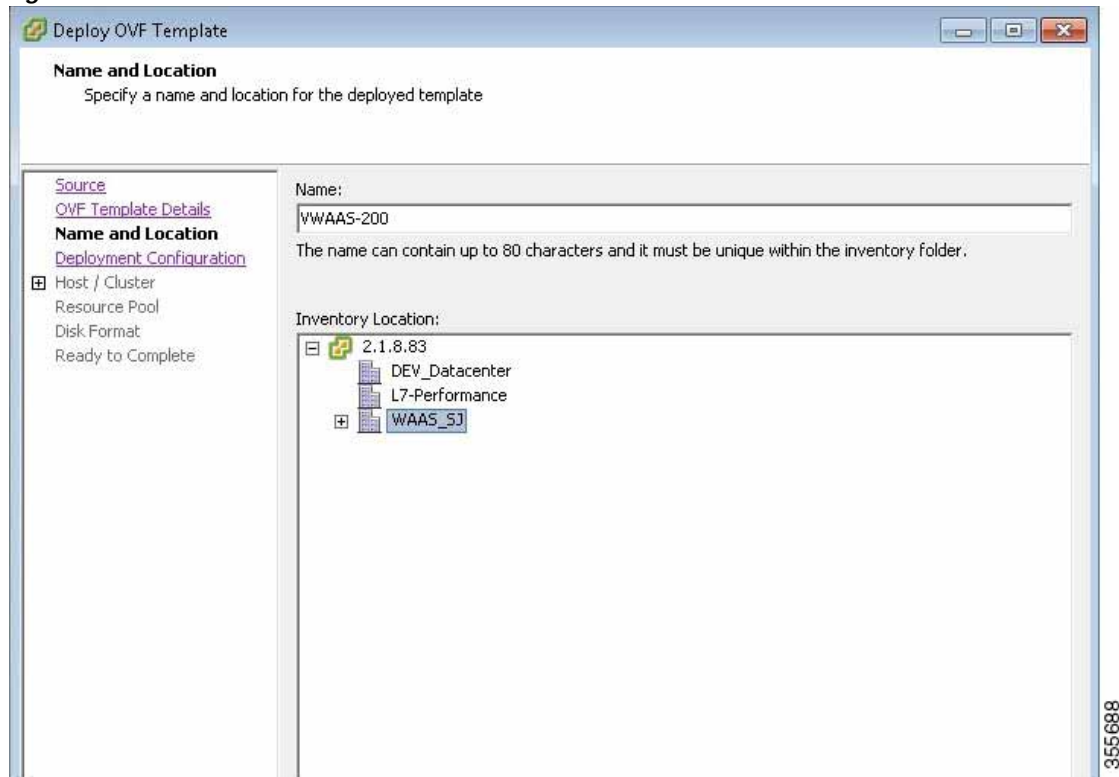 Deploy OVF Template
Name and Location
Specify a name and location for the deployed template
Source
OVF Template Details
Name and Location
Deployment Configuration
Host / Cluster
Resource Pool
Disk Format
Ready to Complete
Name:
VWAAS-200
The name can contain up to 80 characters and it must be unique within the inventory folder.
Inventory Location:
2.1.8.83
DEV_Datacenter
L7-Performance
WAAS_SJ
355688